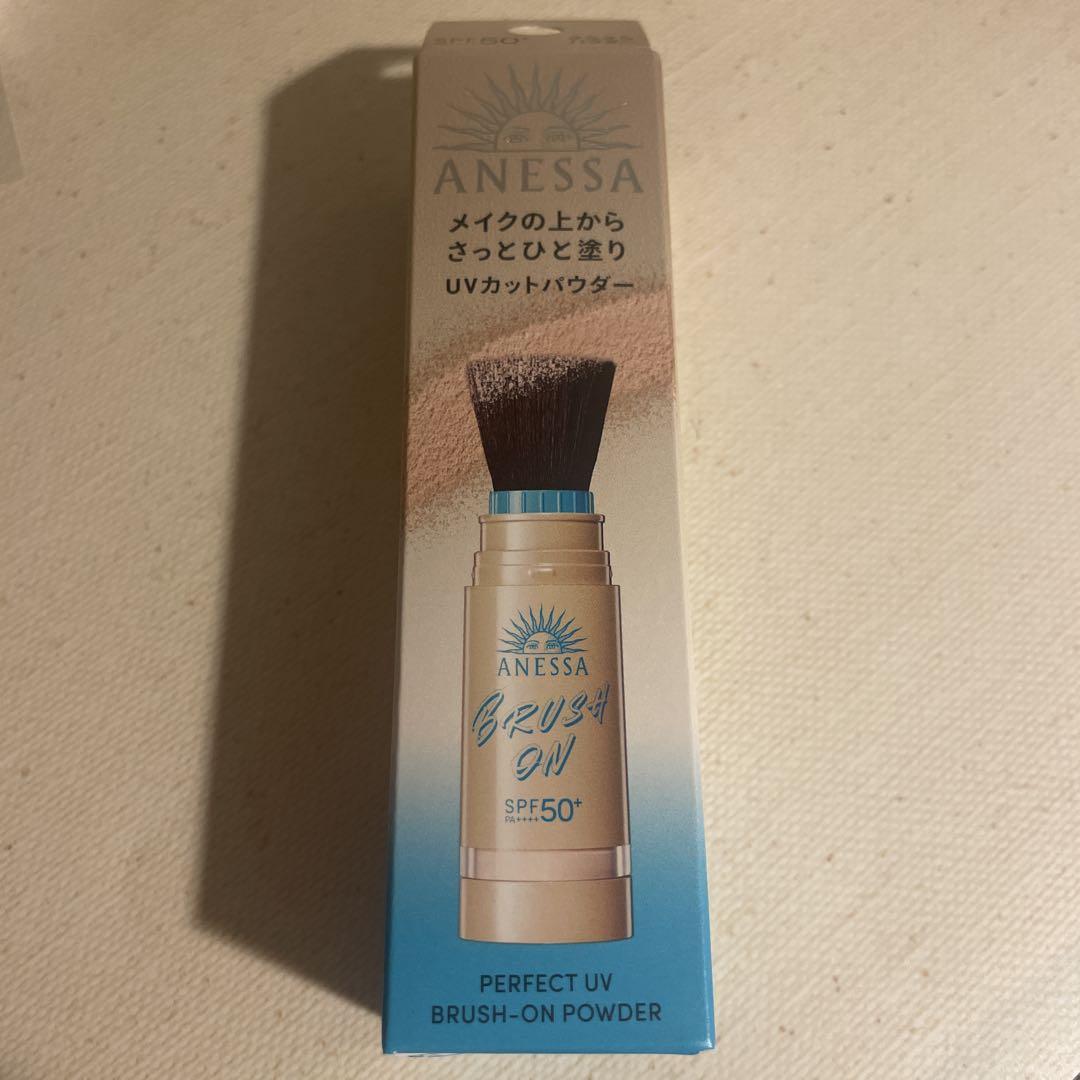 SPF50+
ANESSA
メイクの上から
さっとひと塗り
UVカットパウダー
ANESSA
BRUSH
ON
SPF50+
PA++++
PERFECT UV
BRUSH-ON POWDER